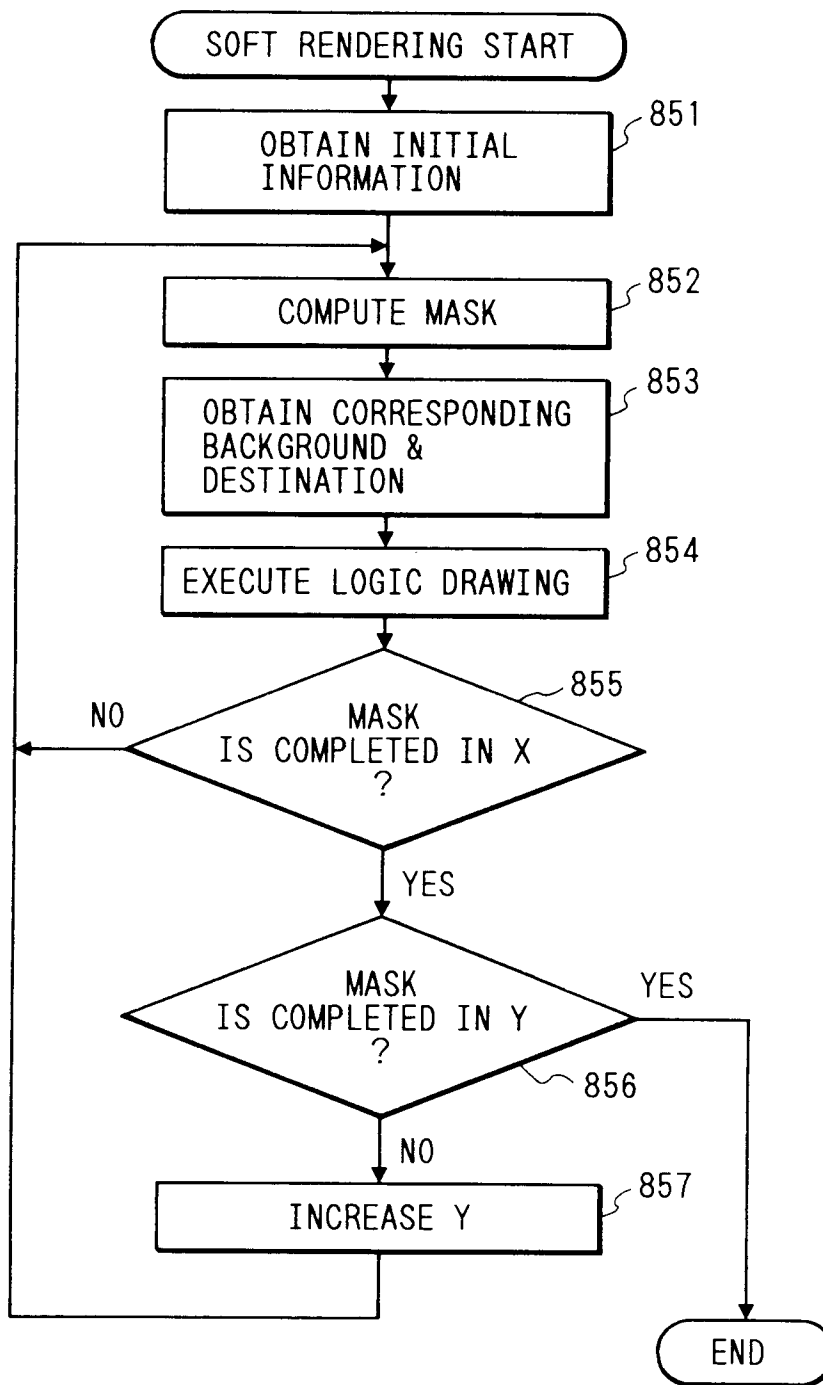 SOFT RENDERING START
851
OBTAIN INITIAL
INFORMATION
852
COMPUTE MASK
853
OBTAIN CORRESPONDING
BACKGROUND &
DESTINATION
854
EXECUTE LOGIC DRAWING
855
NO
MASK
IS COMPLETED IN X
?
YES
MASK
IS COMPLETED IN Y
?
YES
856
NO
857
INCREASE Y
END